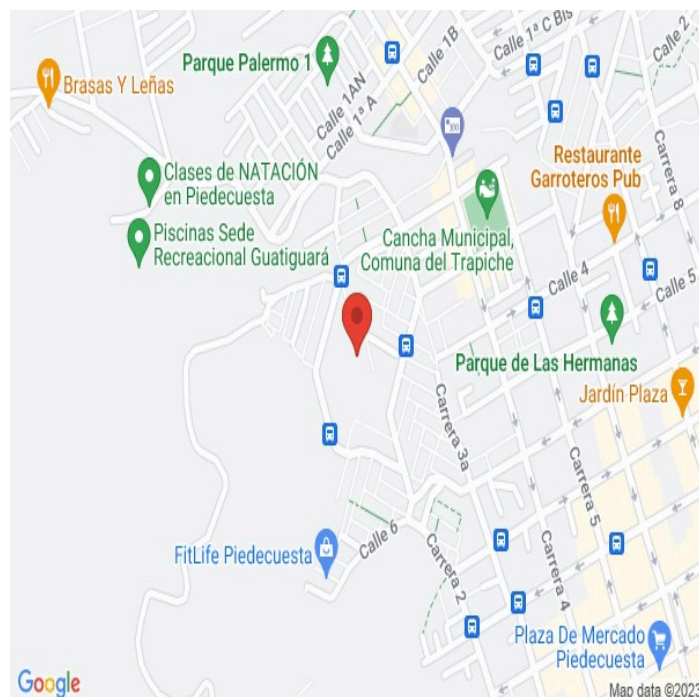 Calle 1ª C Bis
Calle 2
Parque Palermo 1
Calle 1B
Brasas Y Leñas
Calle 1AN
Calle 1ª A
Restaurante
Garroteros Pub
Carrera 8
Clases de NATACIÓN
en Piedecuesta
Piscinas Sede
Recreacional Guatiguará
Cancha Municipal,
Comuna del Trapiche
Calle 4
Calle 5
Parque de Las Hermanas
Jardín Plaza
Carrera 3a
Carrera 5
FitLife Piedecuesta
Calle 6
Carrera 2
Carrera 4
Plaza De Mercado
Piedecuesta
Google
Map data ©2023